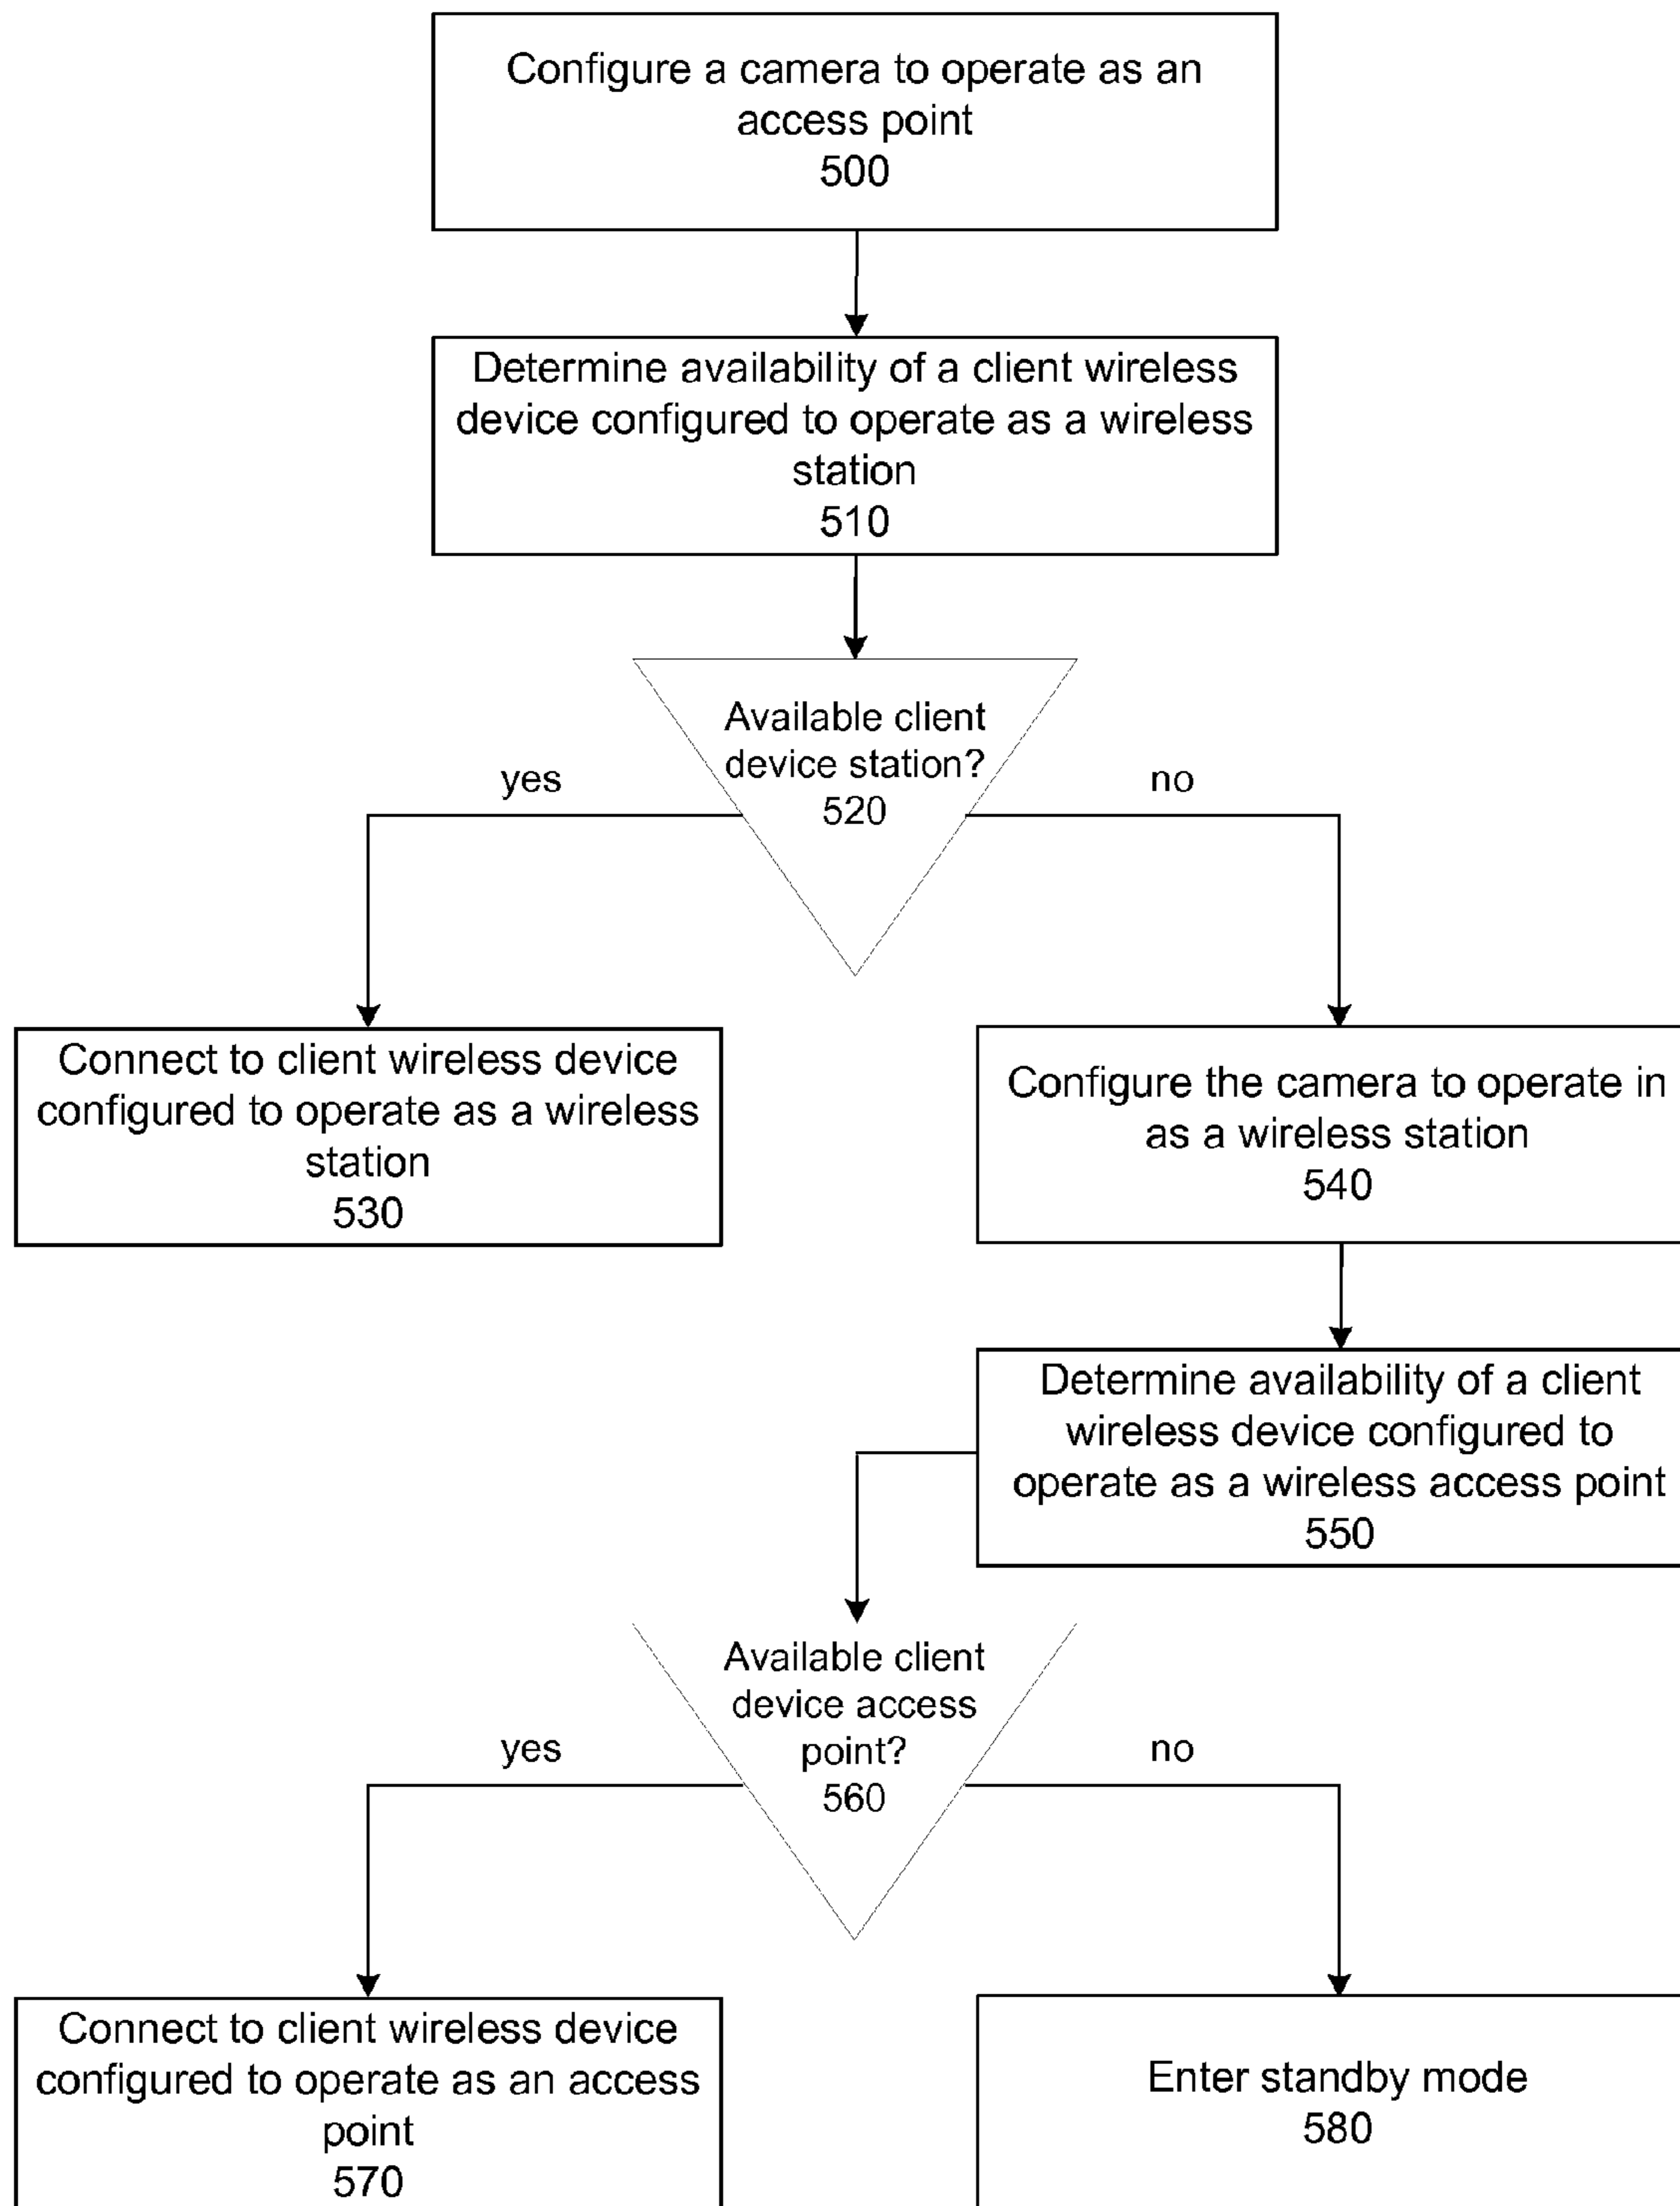 Configure a camera to operate as an
access point
500
Determine availability of a client wireless
device configured to operate as a wireless
station
510
Available client
device station?
520
yes
no
Connect to client wireless device
configured to operate as a wireless
station
530
Configure the camera to operate in
as a wireless station
540
Determine availability of a client
wireless device configured to
operate as a wireless access point
550
Available client
device access
point?
560
yes
no
Connect to client wireless device
configured to operate as an access
point
570
Enter standby mode
580